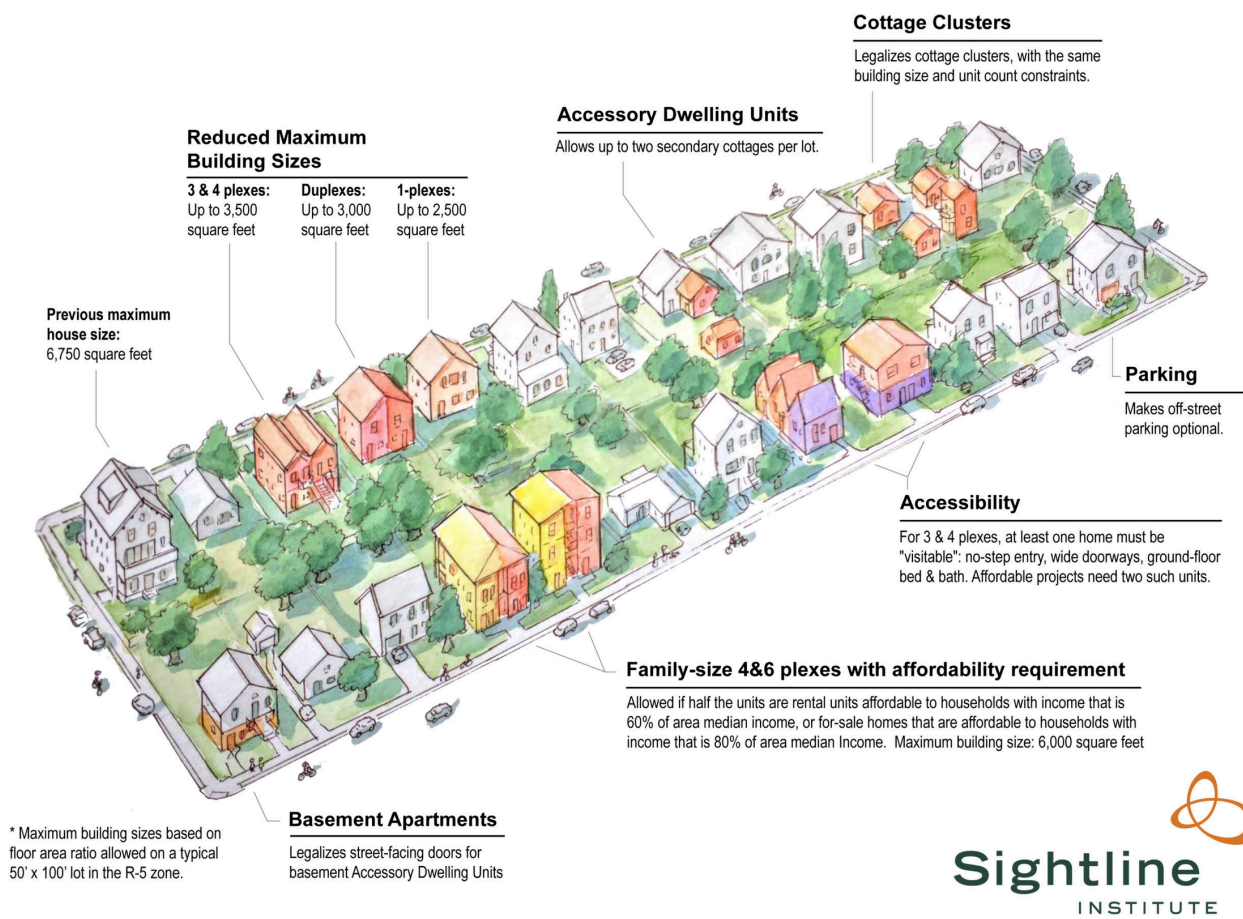 Cottage Clusters
Legalizes cottage clusters, with the same
building size and unit count constraints.
Accessory Dwelling Units
Allows up to two secondary cottages per lot.
Reduced Maximum
Building Sizes
3 & 4 plexes:
Up to 3,500
square feet
Duplexes:
Up to 3,000
square feet
1-plexes:
Up to 2,500
square feet
Previous maximum
house size:
6,750 square feet
Parking
Makes off-street
parking optional.
Accessibility
For 3 & 4 plexes, at least one home must be
"visitable": no-step entry, wide doorways, ground-floor
bed & bath. Affordable projects need two such units.
Family-size 4&6 plexes with affordability requirement
Allowed if half the units are rental units affordable to households with income that is
60% of area median income, or for-sale homes that are affordable to households with
income that is 80% of area median Income.  Maximum building size: 6,000 square feet
Basement Apartments
Legalizes street-facing doors for
basement Accessory Dwelling Units
* Maximum building sizes based on
floor area ratio allowed on a typical
50' x 100' lot in the R-5 zone.
Sightline
INSTITUTE